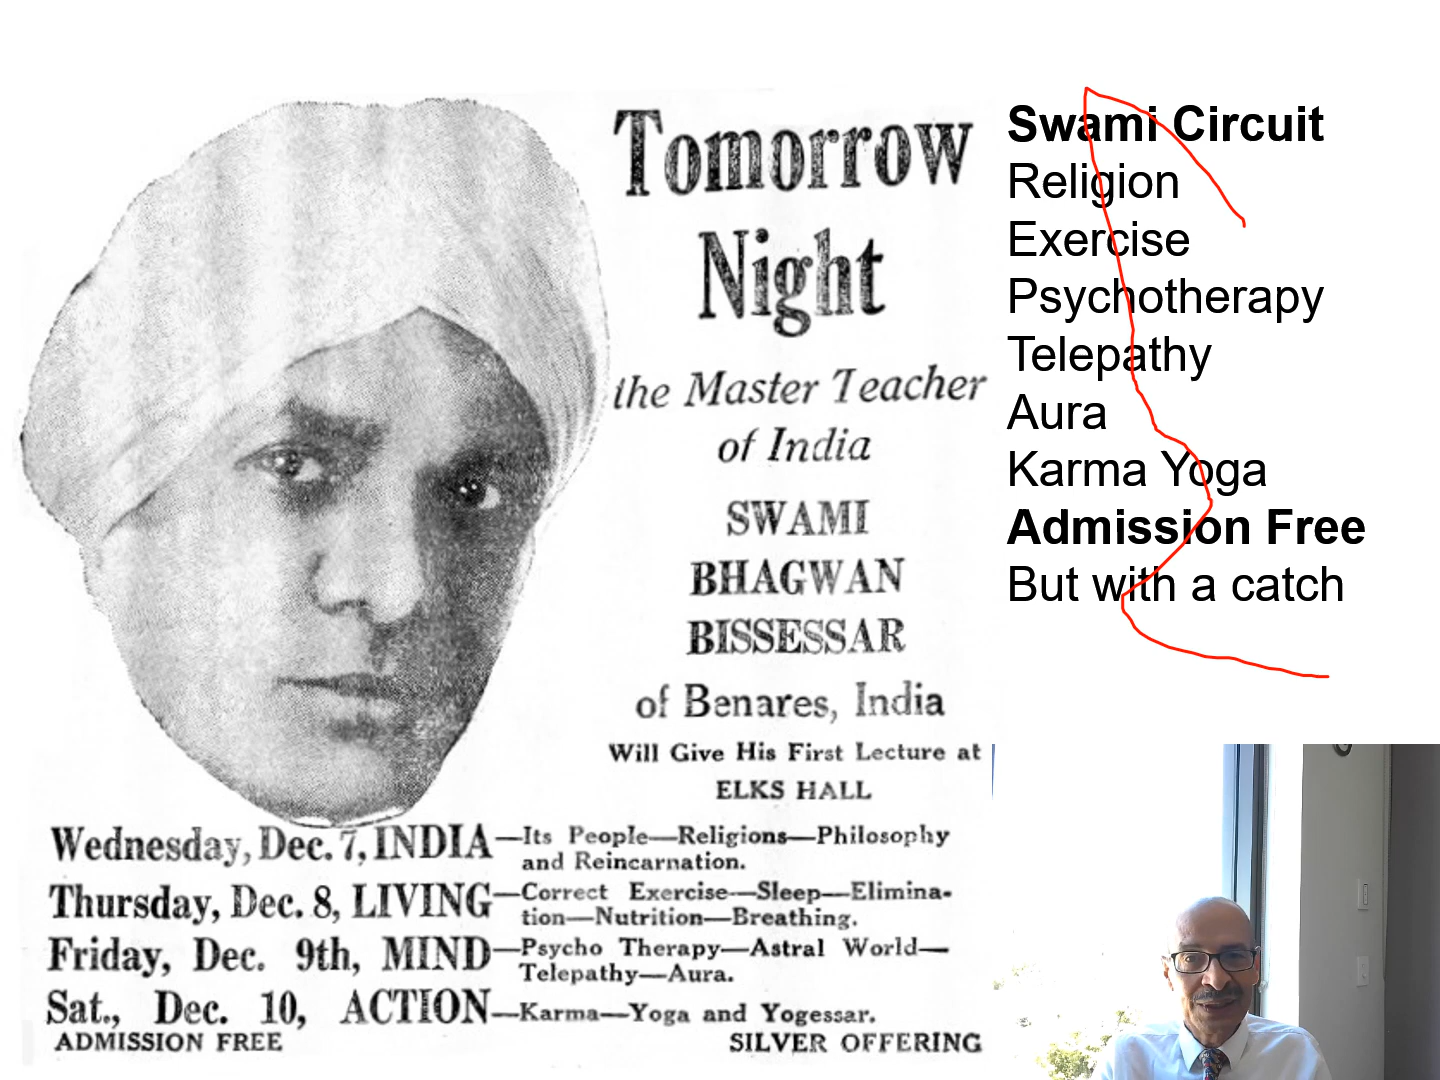 Tomorrow
Night
the Master Teacher
of India
SWAMI
BHAGWAN
BISSESSAR
of Benares, India
Will Give His First Lecture at
ELKS HALL
Wednesday, Dec. 7, INDIA—Its People—Religions—Philosophy
and Reincarnation.
Thursday, Dec. 8, LIVING—Correct Exercise—Sleep—Elimina-
tion—Nutrition—Breathing.
Friday, Dec. 9th, MIND—Psycho Therapy—Astral World—
Telepathy—Aura.
Sat., Dec. 10, ACTION—Karma—Yoga and Yogessar.
ADMISSION FREE SILVER OFFERING
Swami Circuit
Religion
Exercise
Psychotherapy
Telepathy
Aura
Karma Yoga
Admission Free
But with a catch